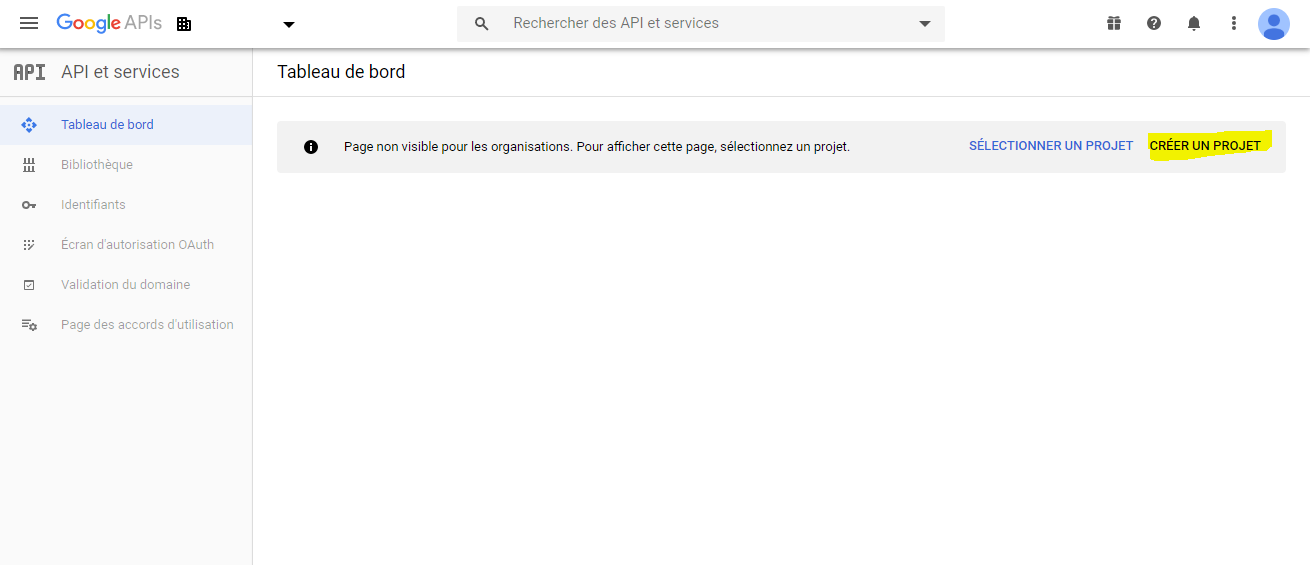 Google APIs
Rechercher des API et services
API API et services
Tableau de bord
Tableau de bord
Bibliothèque
Identifiants
Écran d'autorisation OAuth
Validation du domaine
Page des accords d'utilisation
Page non visible pour les organisations. Pour afficher cette page, sélectionnez un projet.
SÉLECTIONNER UN PROJET
CRÉER UN PROJET